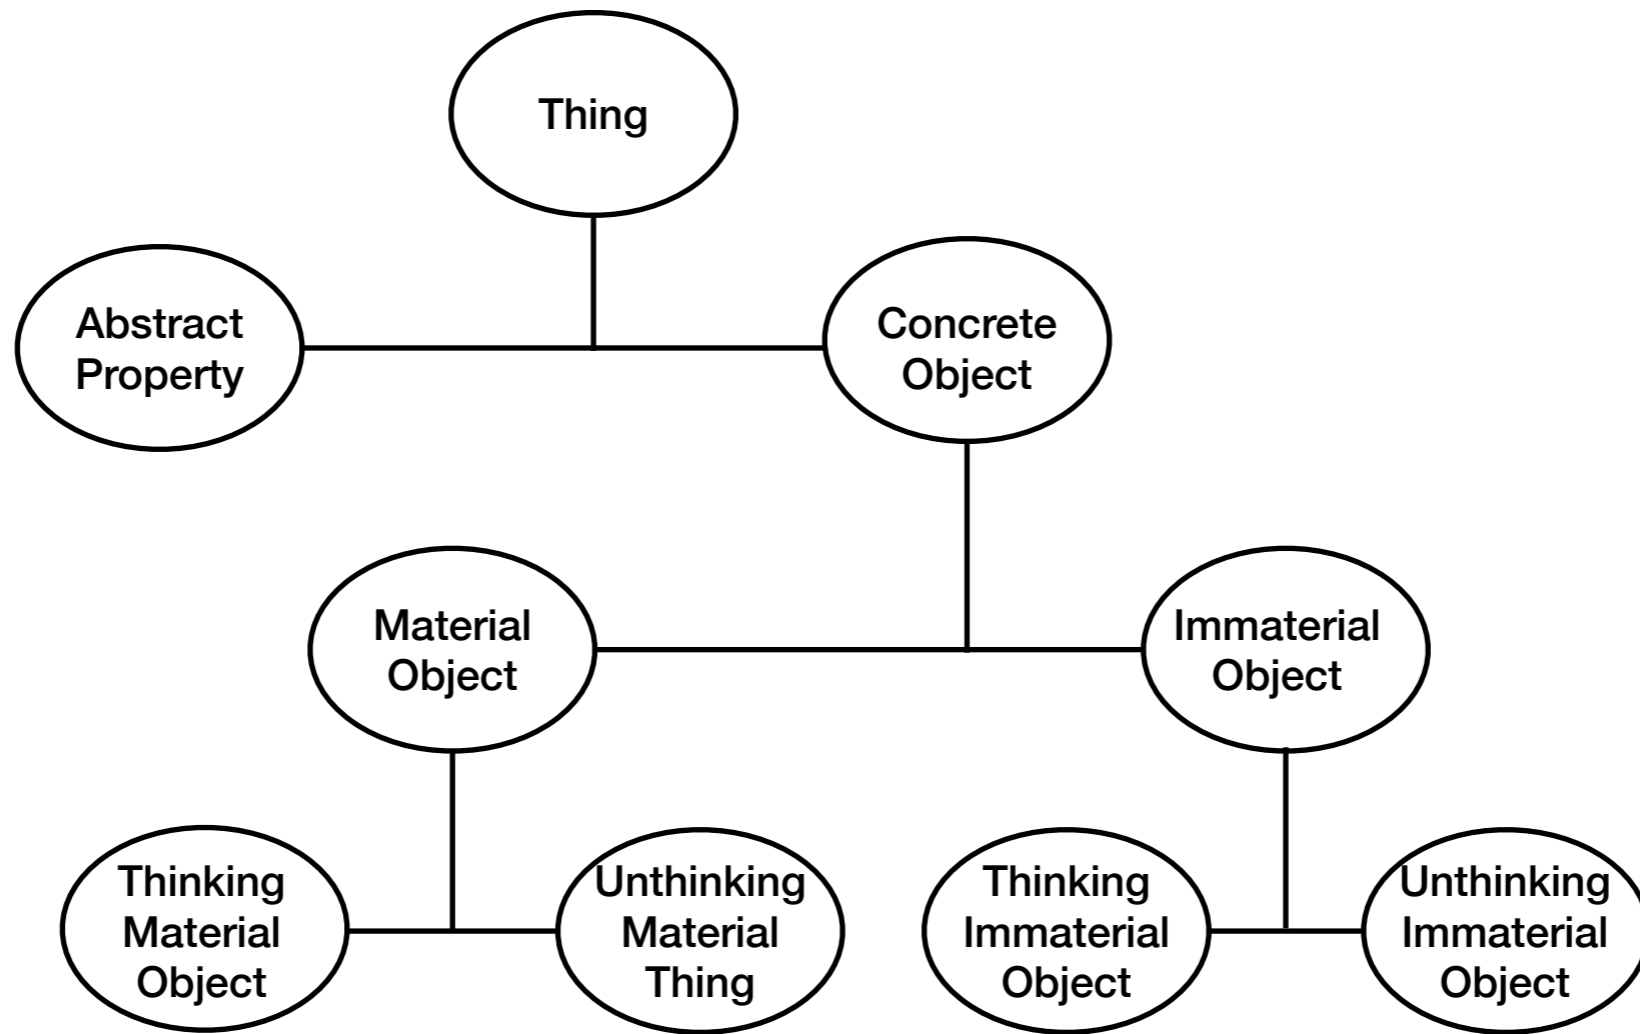 Thing
Abstract
Property
Concrete
Object
Material
Object
Immaterial
Object
Thinking
Material
Object
Unthinking
Material
Thing
Thinking
Immaterial
Object
Unthinking
Immaterial
Object